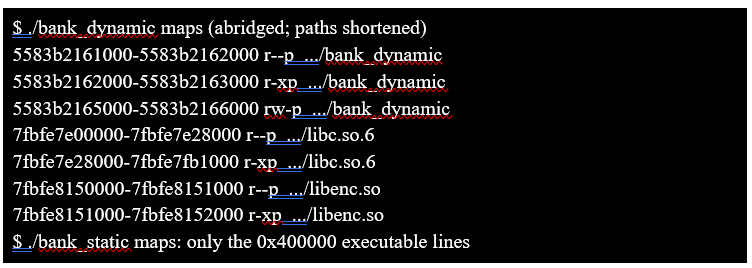 $ ./bank_dynamic maps (abridged; paths shortened)
5583b2161000-5583b2162000 r--p .../bank_dynamic
5583b2162000-5583b2163000 r-xp .../bank_dynamic
5583b2165000-5583b2166000 rw-p .../bank_dynamic
7fbfe7e00000-7fbfe7e28000 r--p .../libc.so.6
7fbfe7e28000-7fbfe7fb1000 r-xp .../libc.so.6
7fbfe8150000-7fbfe8151000 r--p .../libenc.so
7fbfe8151000-7fbfe8152000 r-xp .../libenc.so
$ ./bank_static maps: only the 0x400000 executable lines